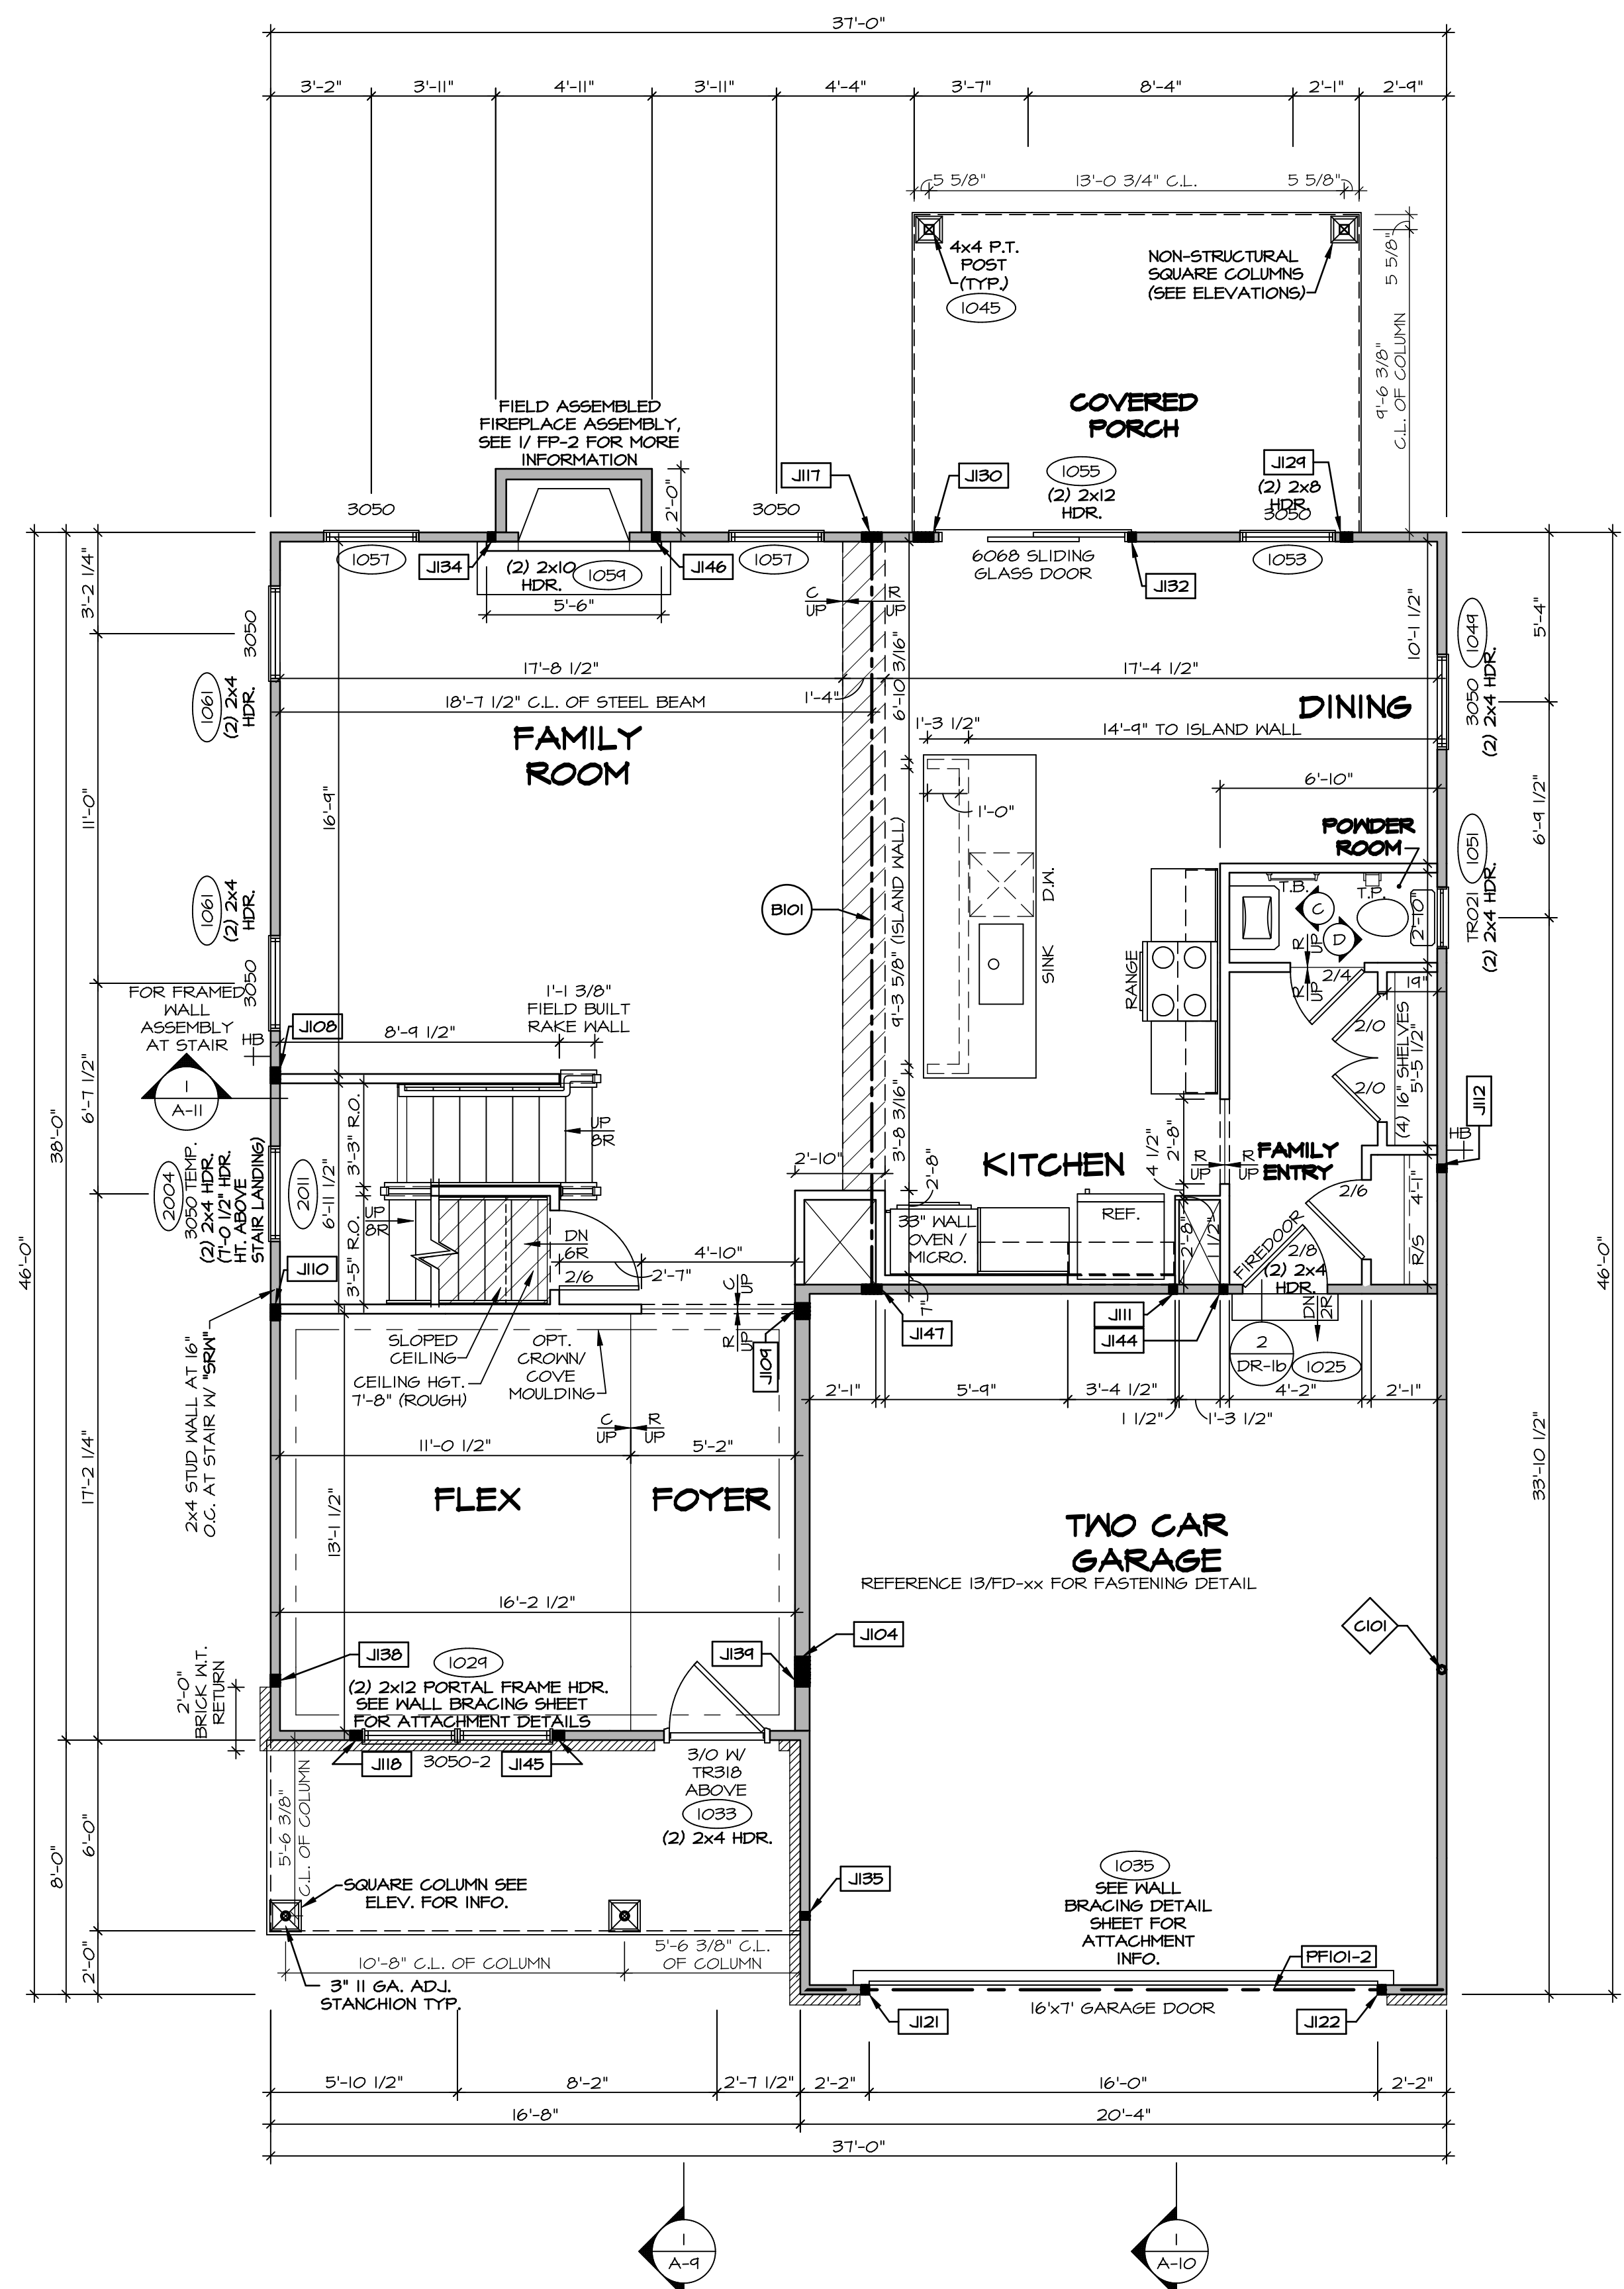 37'-0"
3'-2"
3'-11"
4'-11"
3'-11"
4'-4"
3'-7"
8'-4"
2'-1"
2'-9"
5 5/8"
13'-0 3/4" C.L.
5 5/8"
4x4 P.T.
POST
(TYP.)
1045
NON-STRUCTURAL
SQUARE COLUMNS
(SEE ELEVATIONS)
5 5/8"
9'-6 3/8"
C.L. OF COLUMN
COVERED
PORCH
FIELD ASSEMBLED
FIREPLACE ASSEMBLY,
SEE 1/ FP-2 FOR MORE
INFORMATION
J117
J130
1055
(2) 2x12
HDR.
J129
(2) 2x8
HDR.
3050
3050
2'-0"
3050
1057
J134
(2) 2x10
HDR.
1059
J146
1057
6068 SLIDING
GLASS DOOR
J132
1053
5'-6"
C
UP
R
UP
3'-2 1/4"
3050
10'-1 1/2"
1049
3050
(2) 2x4 HDR.
5'-4"
17'-8 1/2"
1'-4"
6'-10 3/16"
17'-4 1/2"
18'-7 1/2" C.L. OF STEEL BEAM
1061
(2) 2x4
HDR.
DINING
FAMILY
ROOM
1'-3 1/2"
14'-9" TO ISLAND WALL
6'-10"
11'-0"
16'-9"
1'-0"
POWDER
ROOM
1051
TR021
(2) 2x4 HDR.
6'-9 1/2"
1061
(2) 2x4
HDR.
B101
9'-3 5/8" (ISLAND WALL)
D.W.
SINK
RANGE
T.B.
T.P.
C
D
2'-10"
R
UP
R
UP
2/4
19"
3050
FOR FRAMED
WALL
ASSEMBLY
AT STAIR
HB
1
A-11
J108
8'-9 1/2"
1'-1 3/8"
FIELD BUILT
RAKE WALL
2/0
2/0
(4) 16" SHELVES
5'-5 1/2"
J112
HB
38'-0"
6'-7 1/2"
46'-0"
2004
3050 TEMP.
(2) 2x4 HDR.
(7'-0 1/2" HDR.
HT. ABOVE
STAIR LANDING)
2011
6'-11 1/2"
3'-3" R.O.
3'-5" R.O.
UP
8R
UP
8R
DN
6R
2/6
2'-7"
4'-10"
2'-10"
3'-8 3/16"
2'-8"
KITCHEN
4 1/2"
2'-8"
R
UP
R
UP
FAMILY
ENTRY
2/6
4'-1"
R/S
33" WALL
OVEN /
MICRO.
REF.
2'-8"
1/2"
FIREDOOR
2/8
(2) 2x4
HDR.
DN
2R
46'-0"
J110
C
UP
R
UP
J109
7"
J147
J111
J144
2
DR-1b
1025
2x4 STUD WALL AT 16"
O.C. AT STAIR W/ "SRW"
SLOPED
CEILING
CEILING HGT.
7'-8" (ROUGH)
OPT.
CROWN/
COVE
MOULDING
2'-1"
5'-9"
3'-4 1/2"
1 1/2"
1'-3 1/2"
4'-2"
2'-1"
C
UP
R
UP
11'-0 1/2"
5'-2"
17'-2 1/4"
13'-1 1/2"
FLEX
FOYER
33'-10 1/2"
TWO CAR
GARAGE
REFERENCE 13/FD-xx FOR FASTENING DETAIL
16'-2 1/2"
J104
C101
2'-0"
BRICK W.T.
RETURN
J138
1029
J139
(2) 2x12 PORTAL FRAME HDR.
SEE WALL BRACING SHEET
FOR ATTACHMENT DETAILS
J118
3050-2
J145
3/0 W/
TR318
ABOVE
1033
(2) 2x4 HDR.
8'-0"
6'-0"
5'-6 3/8"
C.L. OF COLUMN
SQUARE COLUMN SEE
ELEV. FOR INFO.
J135
1035
SEE WALL
BRACING DETAIL
SHEET FOR
ATTACHMENT
INFO.
PF101-2
2'-0"
10'-8" C.L. OF COLUMN
5'-6 3/8" C.L.
OF COLUMN
3" 11 GA. ADJ.
STANCHION TYP.
16'x7' GARAGE DOOR
J121
J122
5'-10 1/2"
8'-2"
2'-7 1/2"
2'-2"
16'-0"
2'-2"
16'-8"
20'-4"
37'-0"
1
A-9
1
A-10